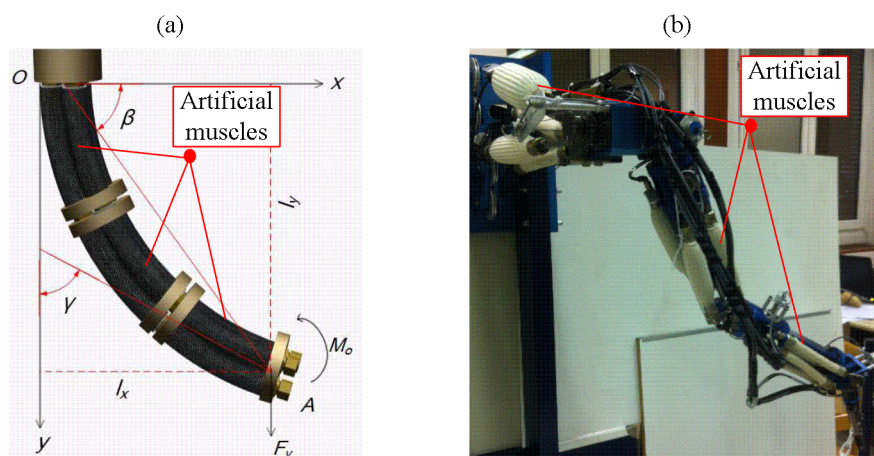 (a)
(b)
O
x
β
Artificial
muscles
l_y
γ
M_o
l_x
A
y
F_y
Artificial
muscles